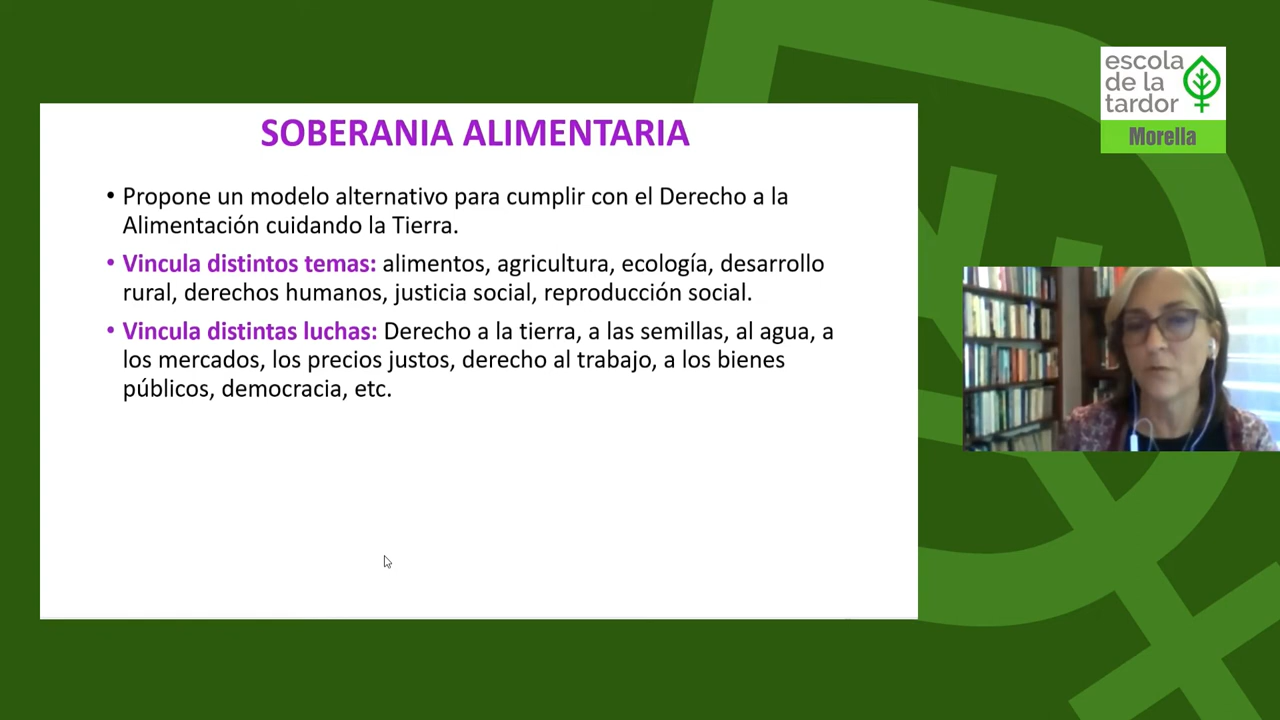 SOBERANIA ALIMENTARIA
• Propone un modelo alternativo para cumplir con el Derecho a la
Alimentación cuidando la Tierra.
• Vincula distintos temas: alimentos, agricultura, ecología, desarrollo
rural, derechos humanos, justicia social, reproducción social.
• Vincula distintas luchas: Derecho a la tierra, a las semillas, al agua, a
los mercados, los precios justos, derecho al trabajo, a los bienes
públicos, democracia, etc.
escola
de la
tardor
Morella